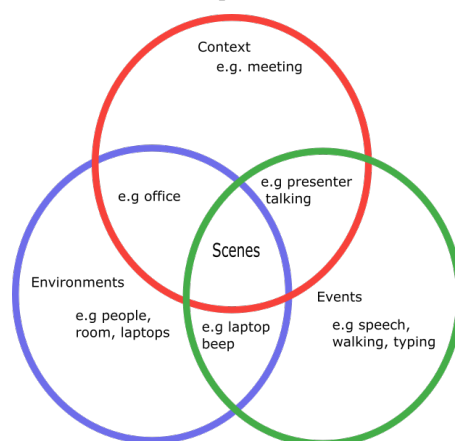 Context
e.g. meeting
e.g office
e.g presenter
talking
Scenes
Environments
e.g people,
room, laptops
e.g laptop
beep
Events
e.g speech,
walking, typing